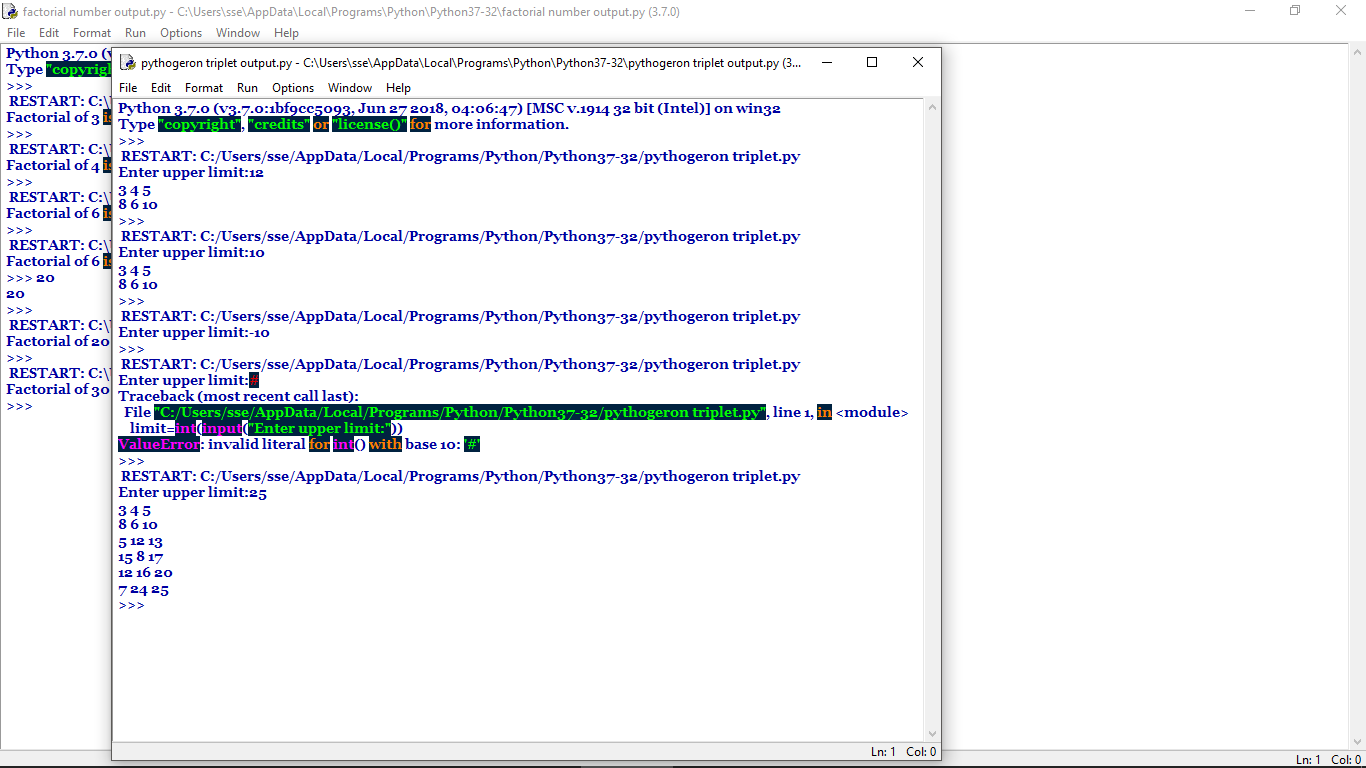 factorial number output.py - C:\Users\sse\AppData\Local\Programs\Python\Python37-32\factorial number output.py (3.7.0)
File Edit Format Run Options Window Help
Python 3.7.0 (v
Type "copyrigh
>>>
RESTART: C:\
Factorial of 3 is
>>>
RESTART: C:\
Factorial of 4 is
>>>
RESTART: C:\
Factorial of 6 is
>>>
RESTART: C:\
Factorial of 6 is
>>> 20
20
>>>
RESTART: C:\
Factorial of 20
>>>
RESTART: C:\
Factorial of 30
>>>
pythogeron triplet output.py - C:\Users\sse\AppData\Local\Programs\Python\Python37-32\pythogeron triplet output.py (3...
File Edit Format Run Options Window Help
Python 3.7.0 (v3.7.0:1bf9cc5093, Jun 27 2018, 04:06:47) [MSC v.1914 32 bit (Intel)] on win32
Type "copyright", "credits" or "license()" for more information.
>>>
RESTART: C:/Users/sse/AppData/Local/Programs/Python/Python37-32/pythogeron triplet.py
Enter upper limit:12
3 4 5
8 6 10
>>>
RESTART: C:/Users/sse/AppData/Local/Programs/Python/Python37-32/pythogeron triplet.py
Enter upper limit:10
3 4 5
8 6 10
>>>
RESTART: C:/Users/sse/AppData/Local/Programs/Python/Python37-32/pythogeron triplet.py
Enter upper limit:-10
>>>
RESTART: C:/Users/sse/AppData/Local/Programs/Python/Python37-32/pythogeron triplet.py
Enter upper limit:#
Traceback (most recent call last):
File "C:/Users/sse/AppData/Local/Programs/Python/Python37-32/pythogeron triplet.py", line 1, in <module>
limit=int(input("Enter upper limit:"))
ValueError: invalid literal for int() with base 10: '#'
>>>
RESTART: C:/Users/sse/AppData/Local/Programs/Python/Python37-32/pythogeron triplet.py
Enter upper limit:25
3 4 5
8 6 10
5 12 13
15 8 17
12 16 20
7 24 25
>>>
Ln: 1 Col: 0
Ln: 1 Col: 0